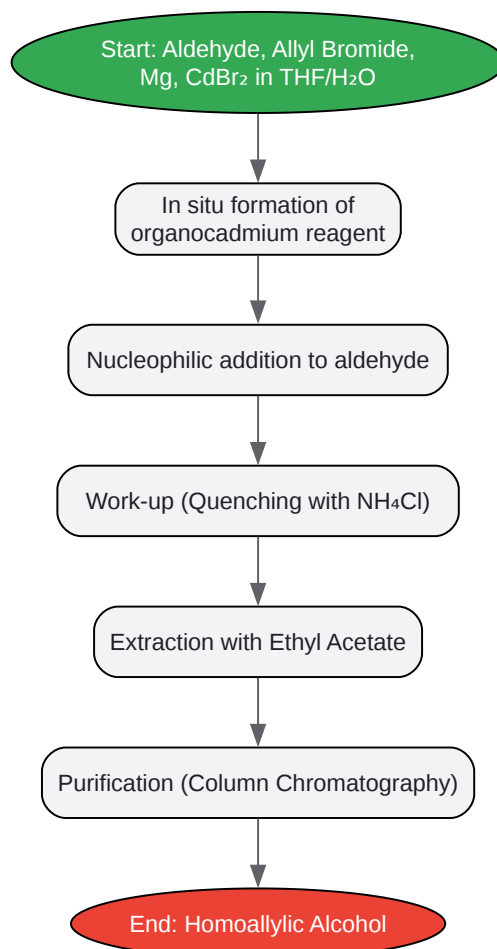 Start: Aldehyde, Allyl Bromide,
Mg, CdBr₂ in THF/H₂O
In situ formation of
organocadmium reagent
Nucleophilic addition to aldehyde
Work-up (Quenching with NH₄Cl)
Extraction with Ethyl Acetate
Purification (Column Chromatography)
End: Homoallylic Alcohol